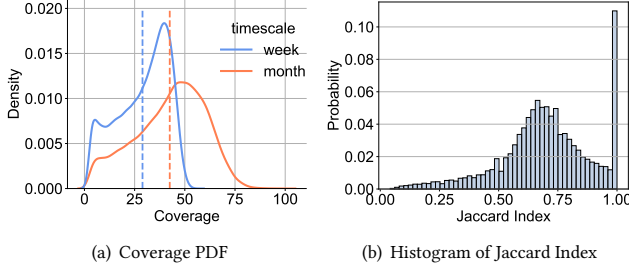 0.020
0.015
0.010
0.005
0.000
Density
timescale
week
month
0 25 50 75 100
Coverage
(a) Coverage PDF
0.10
0.08
0.06
0.04
0.02
0.00
Probability
0.00 0.25 0.50 0.75 1.00
Jaccard Index
(b) Histogram of Jaccard Index